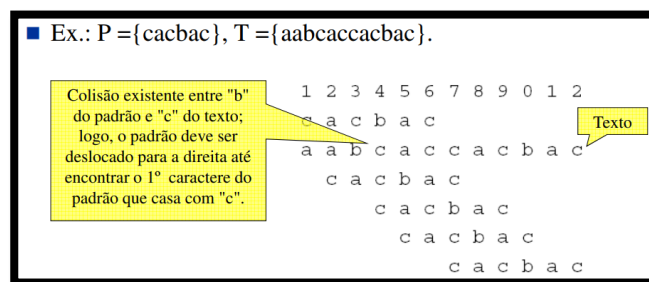 Ex.: P ={cacbac}, T ={aabcaccacbac}.
Colisão existente entre "b"
do padrão e "c" do texto;
logo, o padrão deve ser
deslocado para a direita até
encontrar o 1º caractere do
padrão que casa com "c".
1 2 3 4 5 6 7 8 9 0 1 2
c a c b a c
Texto
a a b c a c c a c b a c
c a c b a c
c a c b a c
c a c b a c
c a c b a c